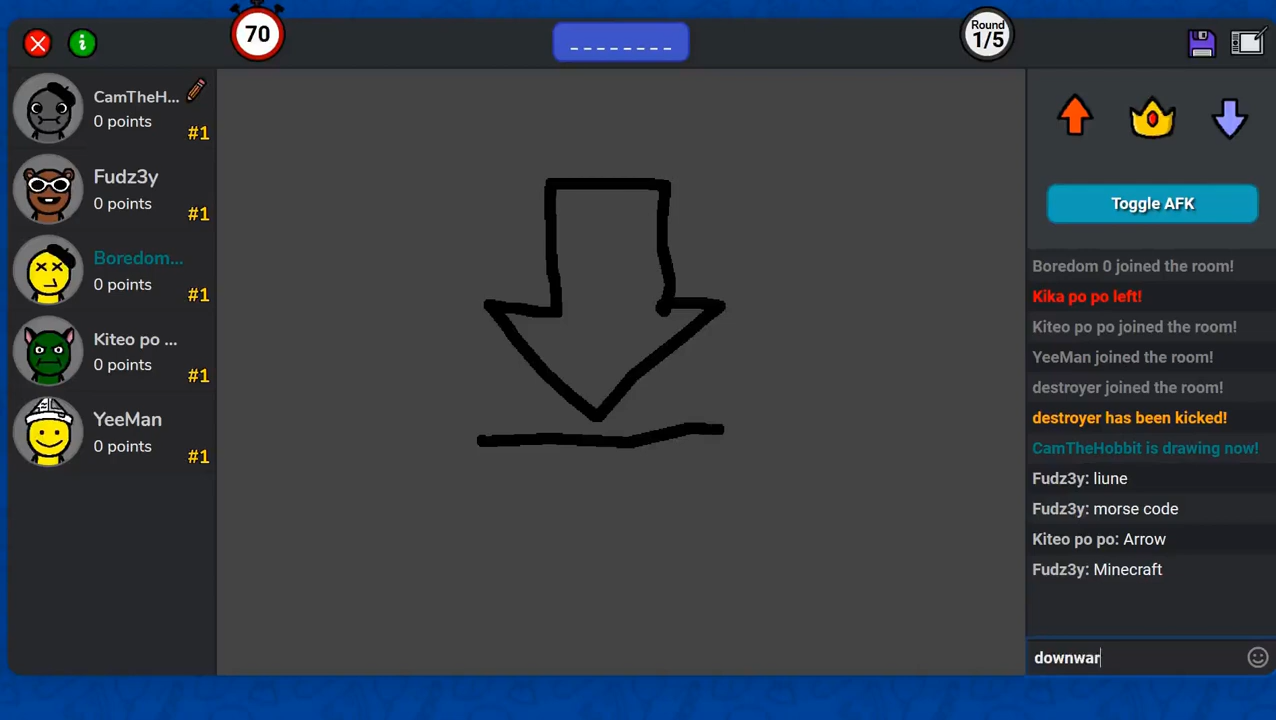 70
_ _ _ _ _ _ _ _
Round
1/5
CamTheH...
0 points
#1
Fudz3y
0 points
#1
Boredom...
0 points
#1
Kiteo po ...
0 points
#1
YeeMan
0 points
#1
Toggle AFK
Boredom 0 joined the room!
Kika po po left!
Kiteo po po joined the room!
YeeMan joined the room!
destroyer joined the room!
destroyer has been kicked!
CamTheHobbit is drawing now!
Fudz3y: liune
Fudz3y: morse code
Kiteo po po: Arrow
Fudz3y: Minecraft
downwar